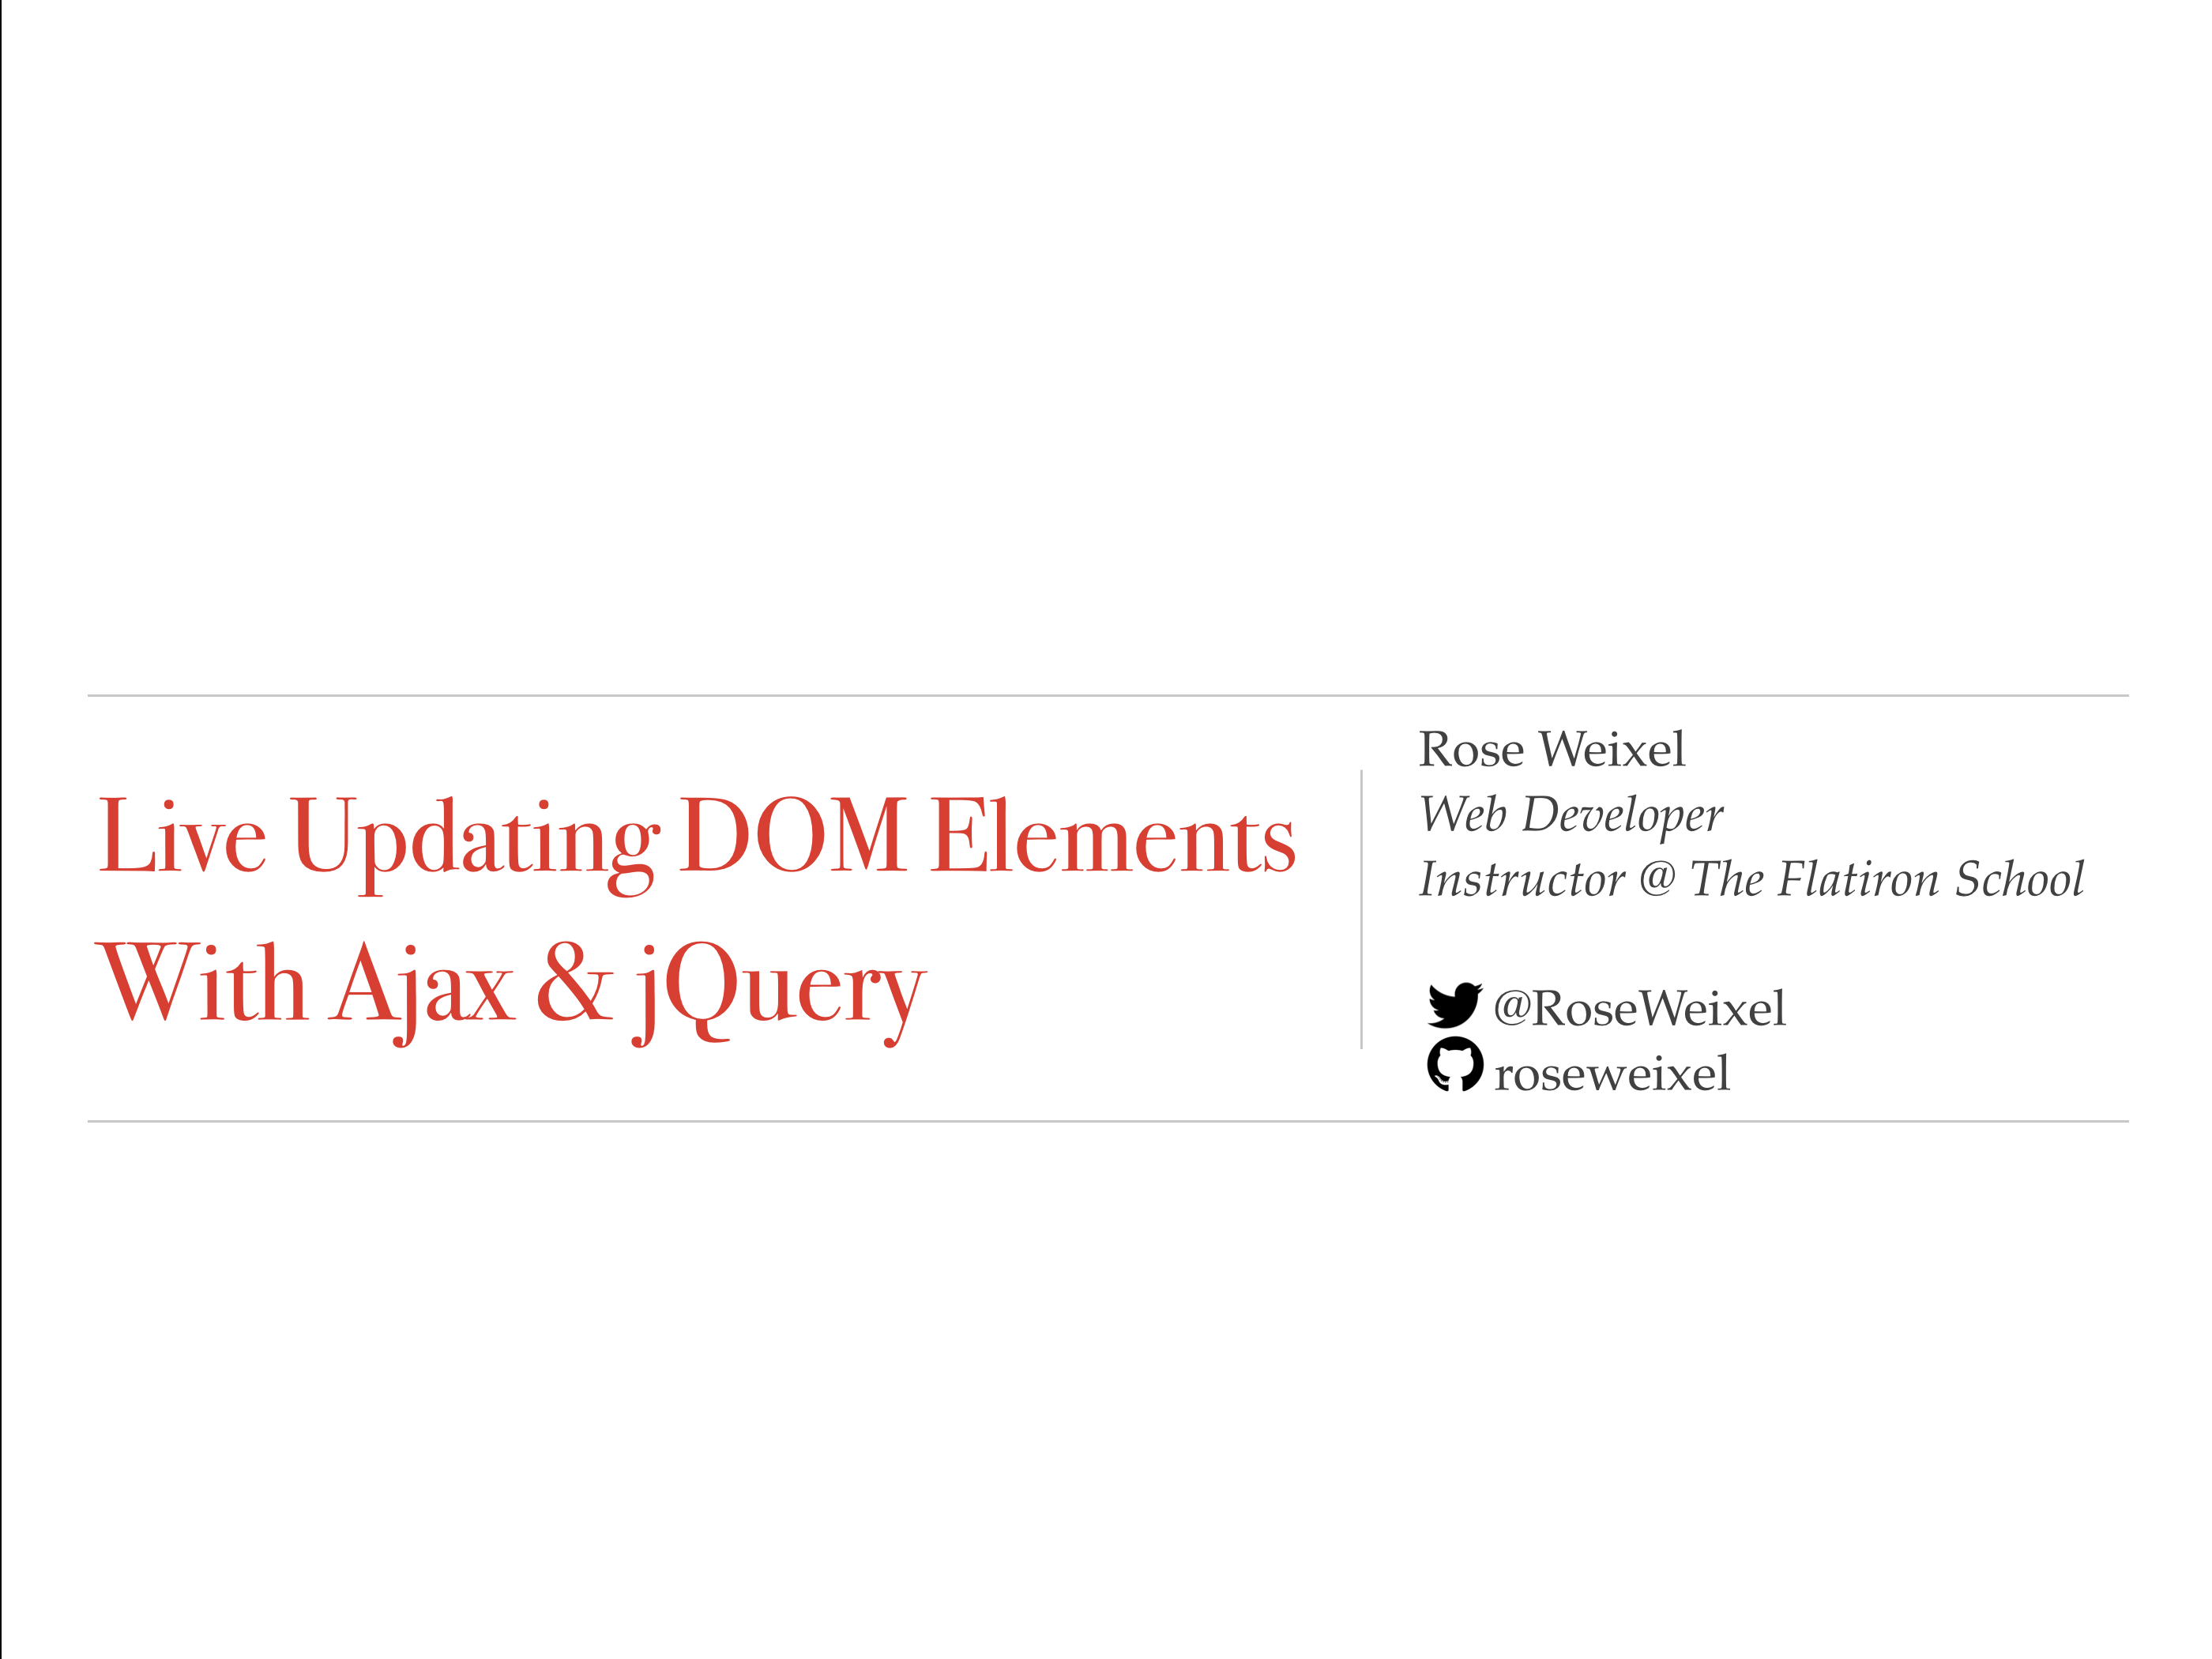 Live Updating DOM Elements
With Ajax & jQuery
Rose Weixel
Web Developer
Instructor @ The Flatiron School
@RoseWeixel
roseweixel